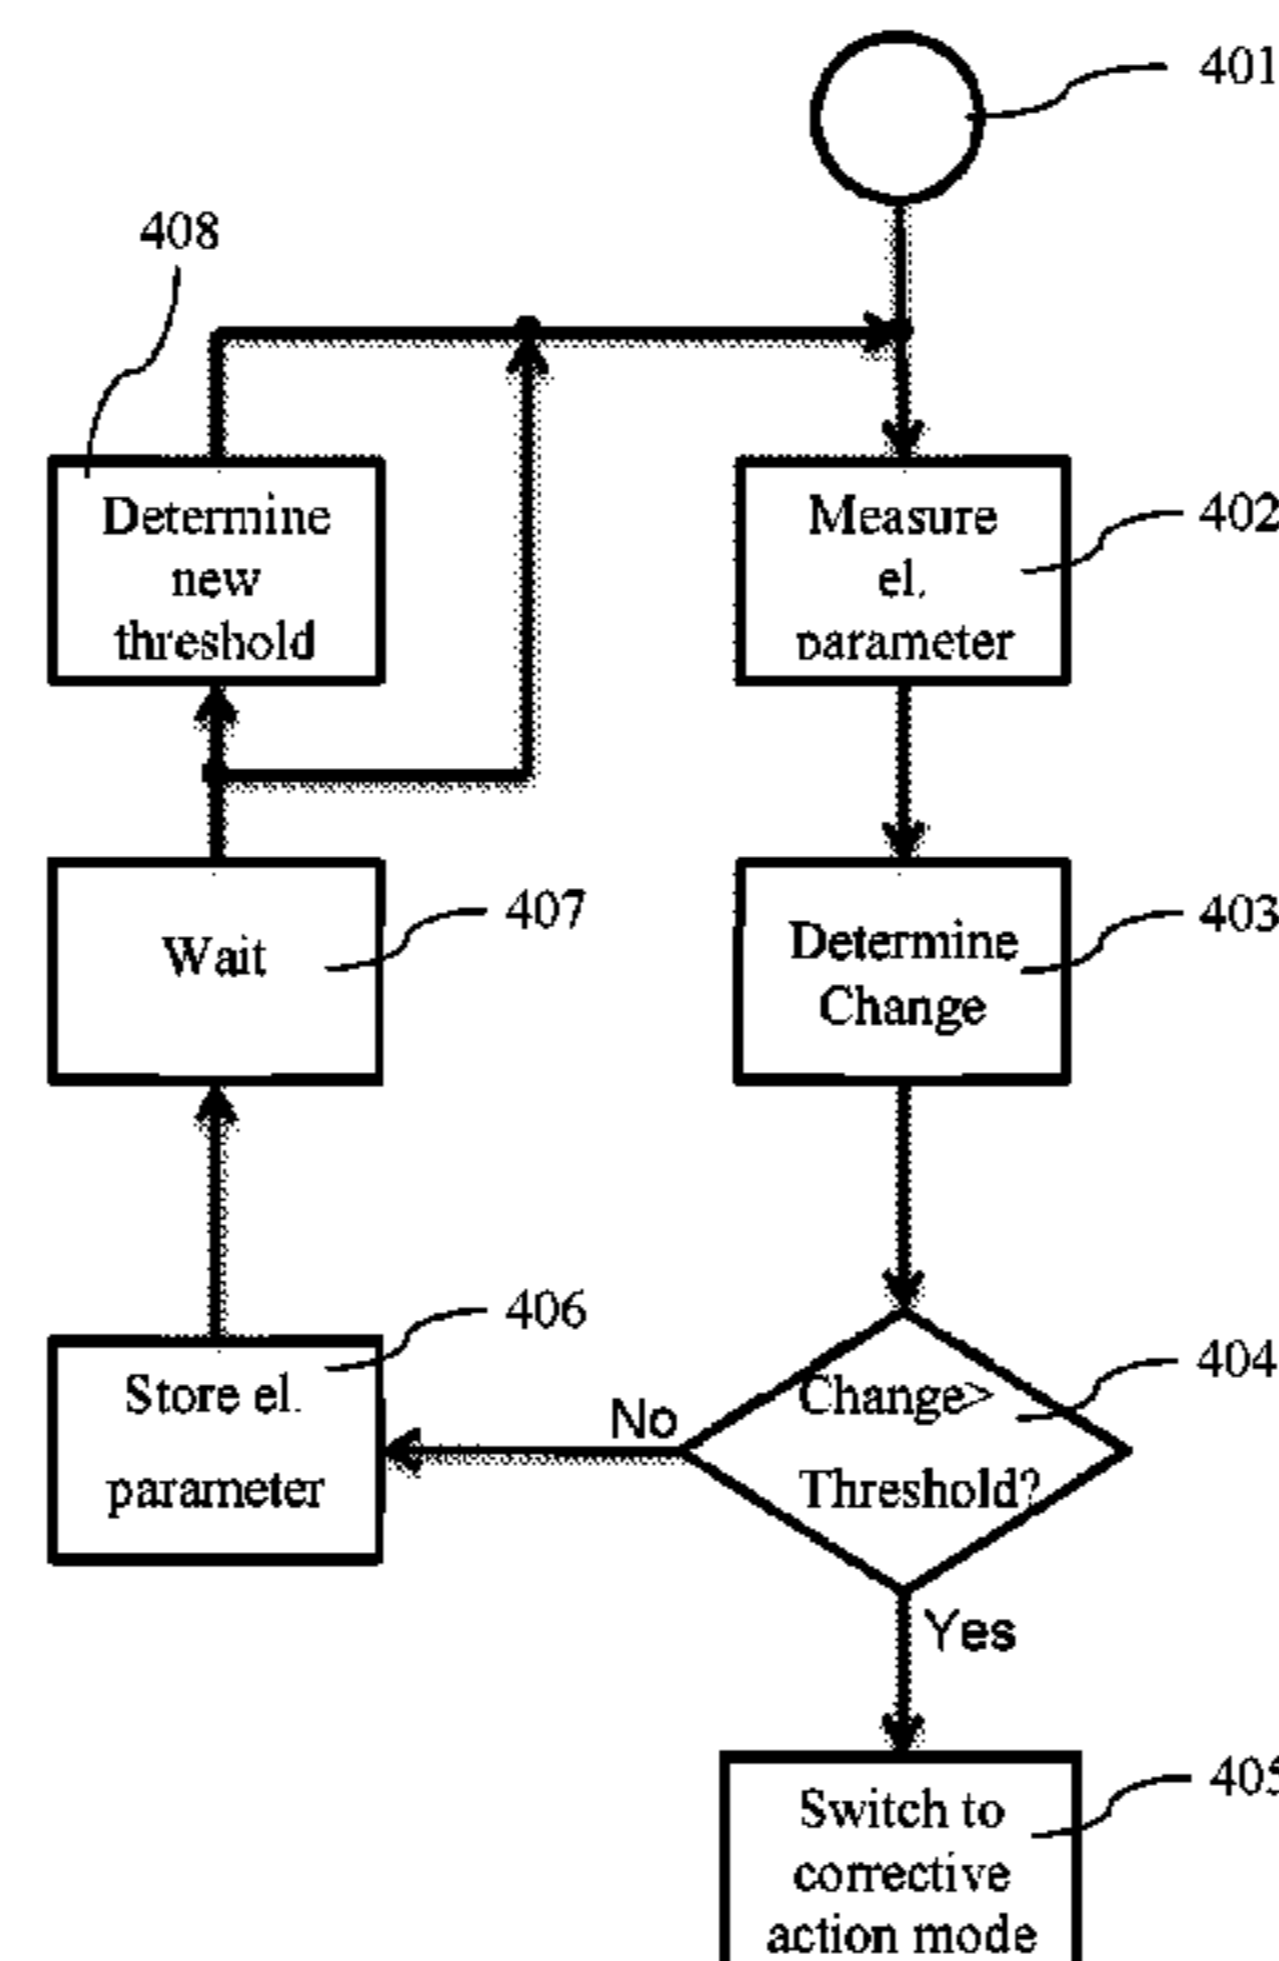 401
408
Determine
new
threshold
Measure
el.
parameter
402
Wait
407
Determine
Change
403
Store el.
parameter
406
No
Change>
Threshold?
404
Yes
Switch to
corrective
action mode
405